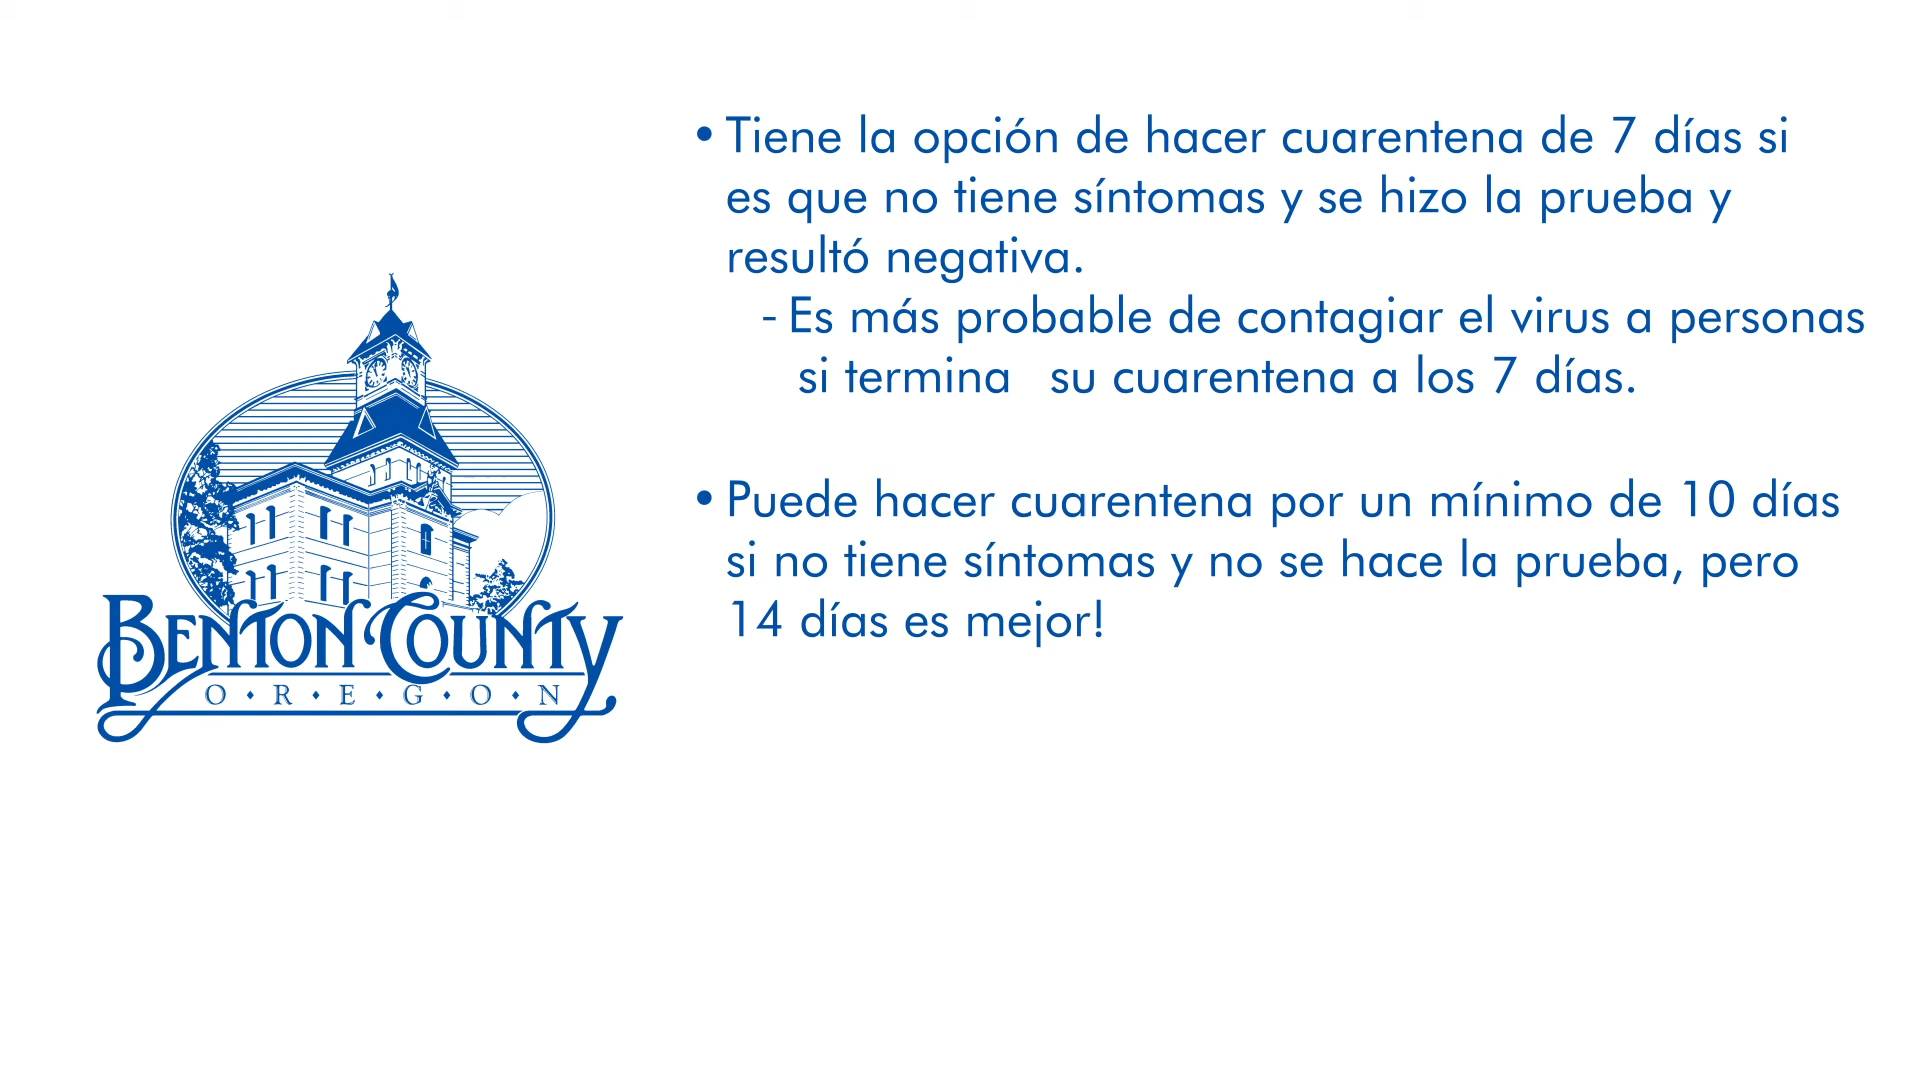 • Tiene la opción de hacer cuarentena de 7 días si
es que no tiene síntomas y se hizo la prueba y
resultó negativa.
- Es más probable de contagiar el virus a personas
si termina su cuarentena a los 7 días.
• Puede hacer cuarentena por un mínimo de 10 días
si no tiene síntomas y no se hace la prueba, pero
14 días es mejor!
BENTON COUNTY
O • R • E • G • O • N